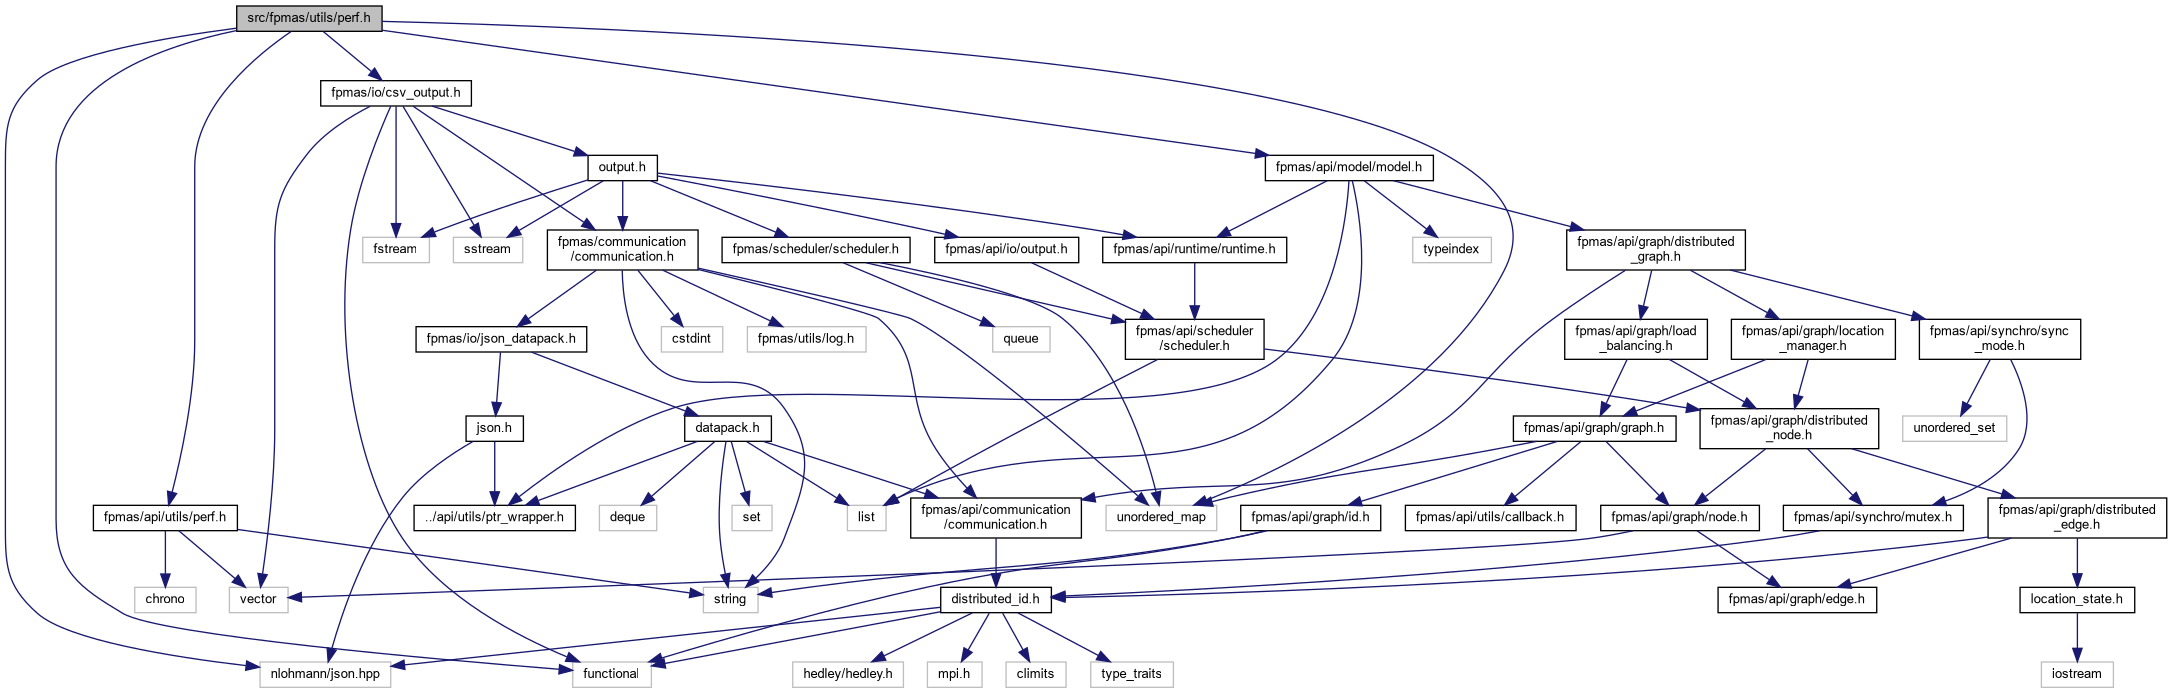 src/fpmas/utils/perf.h
fpmas/io/csv_output.h
output.h
fpmas/api/model/model.h
fstream
sstream
fpmas/communication
/communication.h
fpmas/scheduler/scheduler.h
fpmas/api/io/output.h
fpmas/api/runtime/runtime.h
typeindex
fpmas/api/graph/distributed
_graph.h
fpmas/io/json_datapack.h
cstdint
fpmas/utils/log.h
queue
fpmas/api/scheduler
/scheduler.h
fpmas/api/graph/load
_balancing.h
fpmas/api/graph/location
_manager.h
fpmas/api/synchro/sync
_mode.h
json.h
datapack.h
fpmas/api/graph/graph.h
fpmas/api/graph/distributed
_node.h
unordered_set
fpmas/api/utils/perf.h
../api/utils/ptr_wrapper.h
deque
set
list
fpmas/api/communication
/communication.h
unordered_map
fpmas/api/graph/id.h
fpmas/api/utils/callback.h
fpmas/api/graph/node.h
fpmas/api/synchro/mutex.h
fpmas/api/graph/distributed
_edge.h
chrono
vector
string
distributed_id.h
fpmas/api/graph/edge.h
location_state.h
nlohmann/json.hpp
functional
hedley/hedley.h
mpi.h
climits
type_traits
iostream